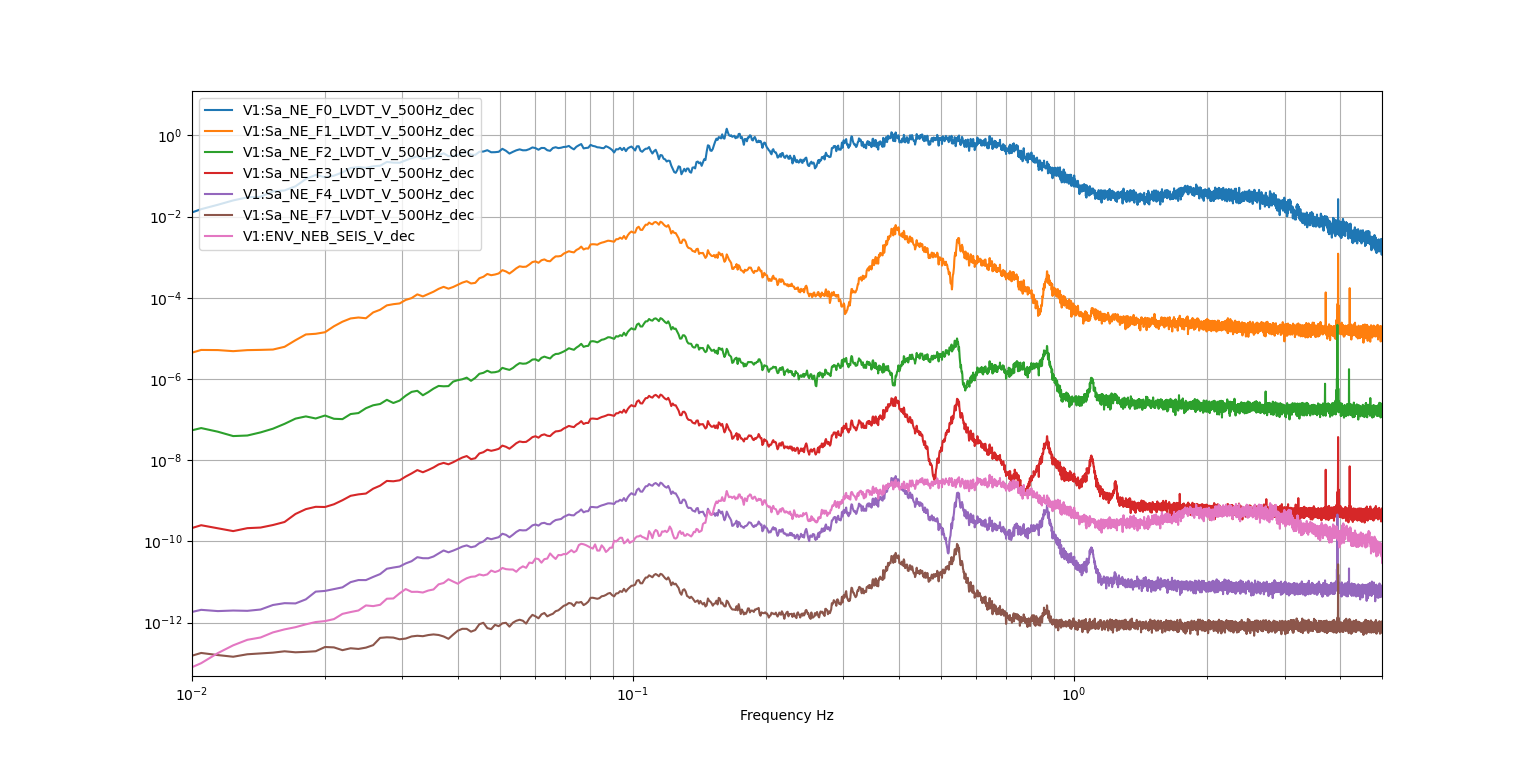 V1:Sa_NE_F0_LVDT_V_500Hz_dec
V1:Sa_NE_F1_LVDT_V_500Hz_dec
V1:Sa_NE_F2_LVDT_V_500Hz_dec
V1:Sa_NE_F3_LVDT_V_500Hz_dec
V1:Sa_NE_F4_LVDT_V_500Hz_dec
V1:Sa_NE_F7_LVDT_V_500Hz_dec
V1:ENV_NEB_SEIS_V_dec
10⁰
10⁻²
10⁻⁴
10⁻⁶
10⁻⁸
10⁻¹⁰
10⁻¹²
10⁻² 10⁻¹ 10⁰
Frequency Hz